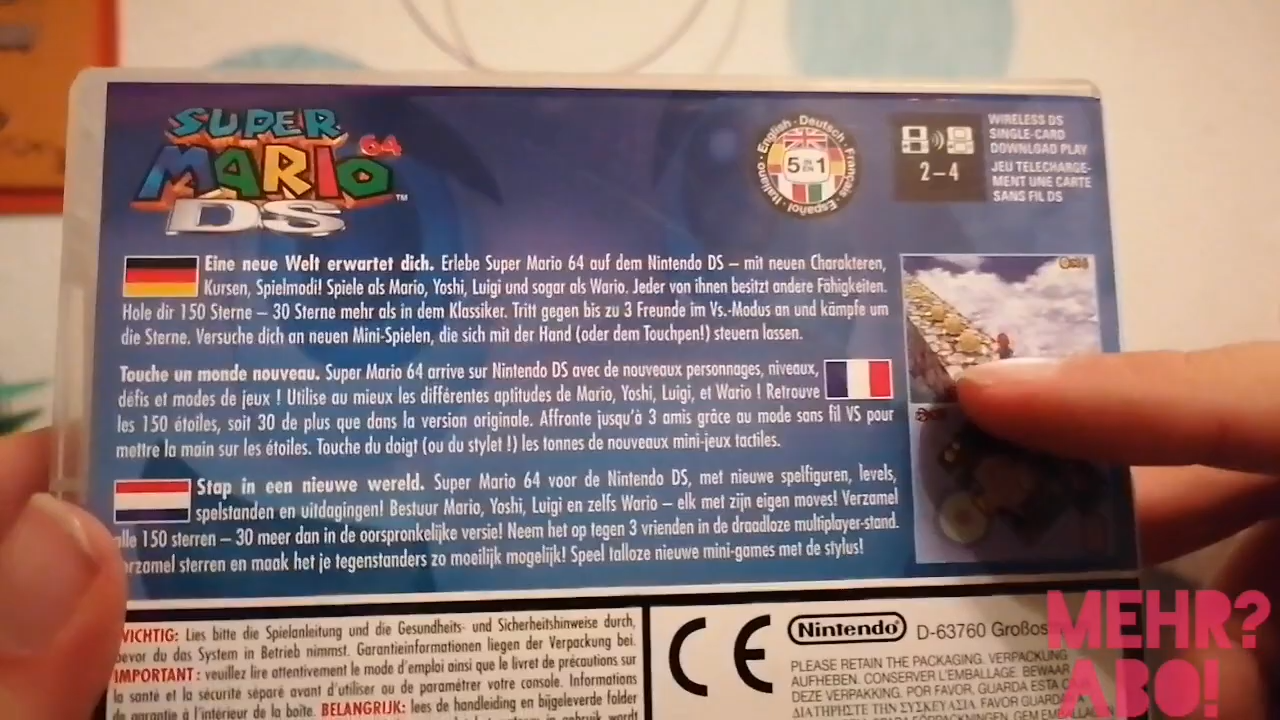 SUPER
MARIO 64
DS™
English · Deutsch · Français · Español · Italiano ·
5 IN EN 1
2–4
WIRELESS DS
SINGLE-CARD
DOWNLOAD PLAY
JEU TELECHARGE-
MENT UNE CARTE
SANS FIL DS
Eine neue Welt erwartet dich. Erlebe Super Mario 64 auf dem Nintendo DS – mit neuen Charakteren,
Kursen, Spielmodi! Spiele als Mario, Yoshi, Luigi und sogar als Wario. Jeder von ihnen besitzt andere Fähigkeiten.
Hole dir 150 Sterne – 30 Sterne mehr als in dem Klassiker. Tritt gegen bis zu 3 Freunde im Vs.-Modus an und kämpfe um
die Sterne. Versuche dich an neuen Mini-Spielen, die sich mit der Hand (oder dem Touchpen!) steuern lassen.
Touche un monde nouveau. Super Mario 64 arrive sur Nintendo DS avec de nouveaux personnages, niveaux,
défis et modes de jeux ! Utilise au mieux les différentes aptitudes de Mario, Yoshi, Luigi, et Wario ! Retrouve
les 150 étoiles, soit 30 de plus que dans la version originale. Affronte jusqu'à 3 amis grâce au mode sans fil VS pour
mettre la main sur les étoiles. Touche du doigt (ou du stylet !) les tonnes de nouveaux mini-jeux tactiles.
Stap in een nieuwe wereld. Super Mario 64 voor de Nintendo DS, met nieuwe spelfiguren, levels,
spelstanden en uitdagingen! Bestuur Mario, Yoshi, Luigi en zelfs Wario – elk met zijn eigen moves! Verzamel
alle 150 sterren – 30 meer dan in de oorspronkelijke versie! Neem het op tegen 3 vrienden in de draadloze multiplayer-stand.
rzamel sterren en maak het je tegenstanders zo moeilijk mogelijk! Speel talloze nieuwe mini-games met de stylus!
WICHTIG: Lies bitte die Spielanleitung und die Gesundheits- und Sicherheitshinweise durch,
bevor du das System in Betrieb nimmst. Garantieinformationen liegen der Verpackung bei.
IMPORTANT : veuillez lire attentivement le mode d'emploi ainsi que le livret de précautions sur
la santé et la sécurité séparé avant d'utiliser ou de paramétrer votre console. Informations
de garantie à l'intérieur de la boîte. BELANGRIJK: lees de handleiding en bijgeleverde folder
CE
Nintendo® D-63760 Großos
PLEASE RETAIN THE PACKAGING. VERPACKUNG
AUFHEBEN. CONSERVER L'EMBALLAGE. BEWAAR
DEZE VERPAKKING. POR FAVOR, GUARDA ESTA
ΔΙΑΤΗΡΗΣΤΕ ΤΗΝ ΣΥΣΚΕΥΑΣΙΑ. FAVOR GUARDAR
MEHR?
ABO!